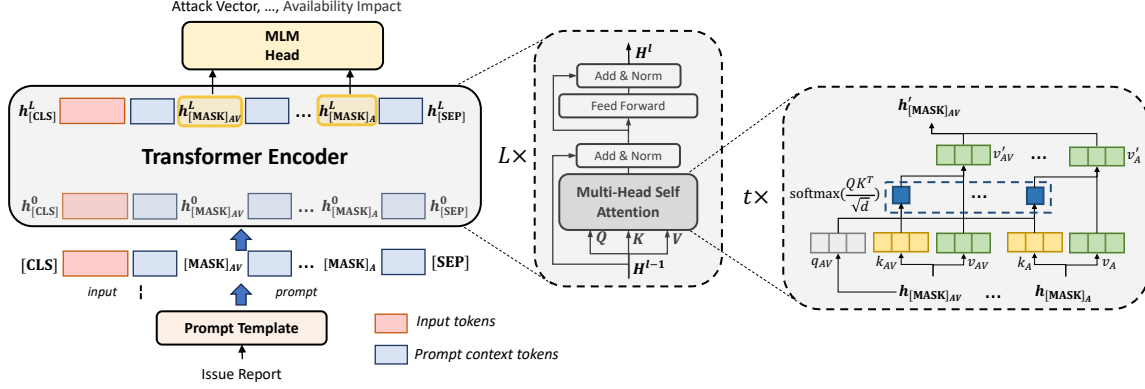 Attack Vector, ..., Availability Impact
MLM
Head
h^L_[CLS] h^L_[MASK]_AV ... h^L_[MASK]_A h^L_[SEP]
Transformer Encoder
h^0_[CLS] h^0_[MASK]_AV ... h^0_[MASK]_A h^0_[SEP]
[CLS] [MASK]_AV ... [MASK]_A [SEP]
input prompt
Prompt Template
Issue Report
Input tokens
Prompt context tokens
L×
H^l
Add & Norm
Feed Forward
Add & Norm
Multi-Head Self
Attention
Q K V
H^{l-1}
t×
h'_[MASK]_AV
v'_AV ... v'_A
softmax(QK^T/√d) ...
q_AV k_AV v_AV k_A v_A
h_[MASK]_AV ... h_[MASK]_A